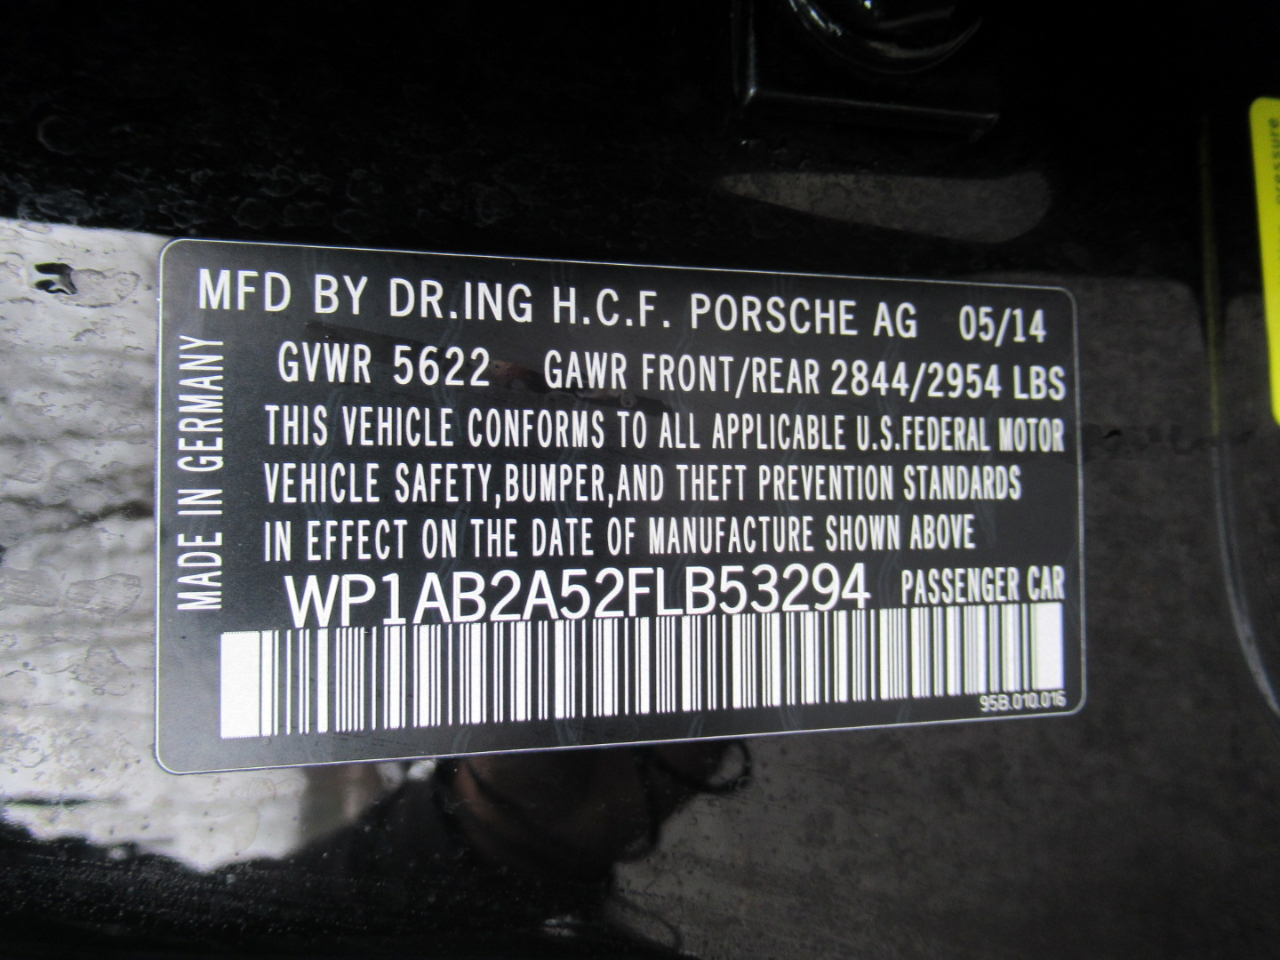 MFD BY DR.ING H.C.F. PORSCHE AG 05/14
GVWR 5622 GAWR FRONT/REAR 2844/2954 LBS
THIS VEHICLE CONFORMS TO ALL APPLICABLE U.S.FEDERAL MOTOR
VEHICLE SAFETY,BUMPER,AND THEFT PREVENTION STANDARDS
IN EFFECT ON THE DATE OF MANUFACTURE SHOWN ABOVE
WP1AB2A52FLB53294 PASSENGER CAR
95B.010.016
MADE IN GERMANY